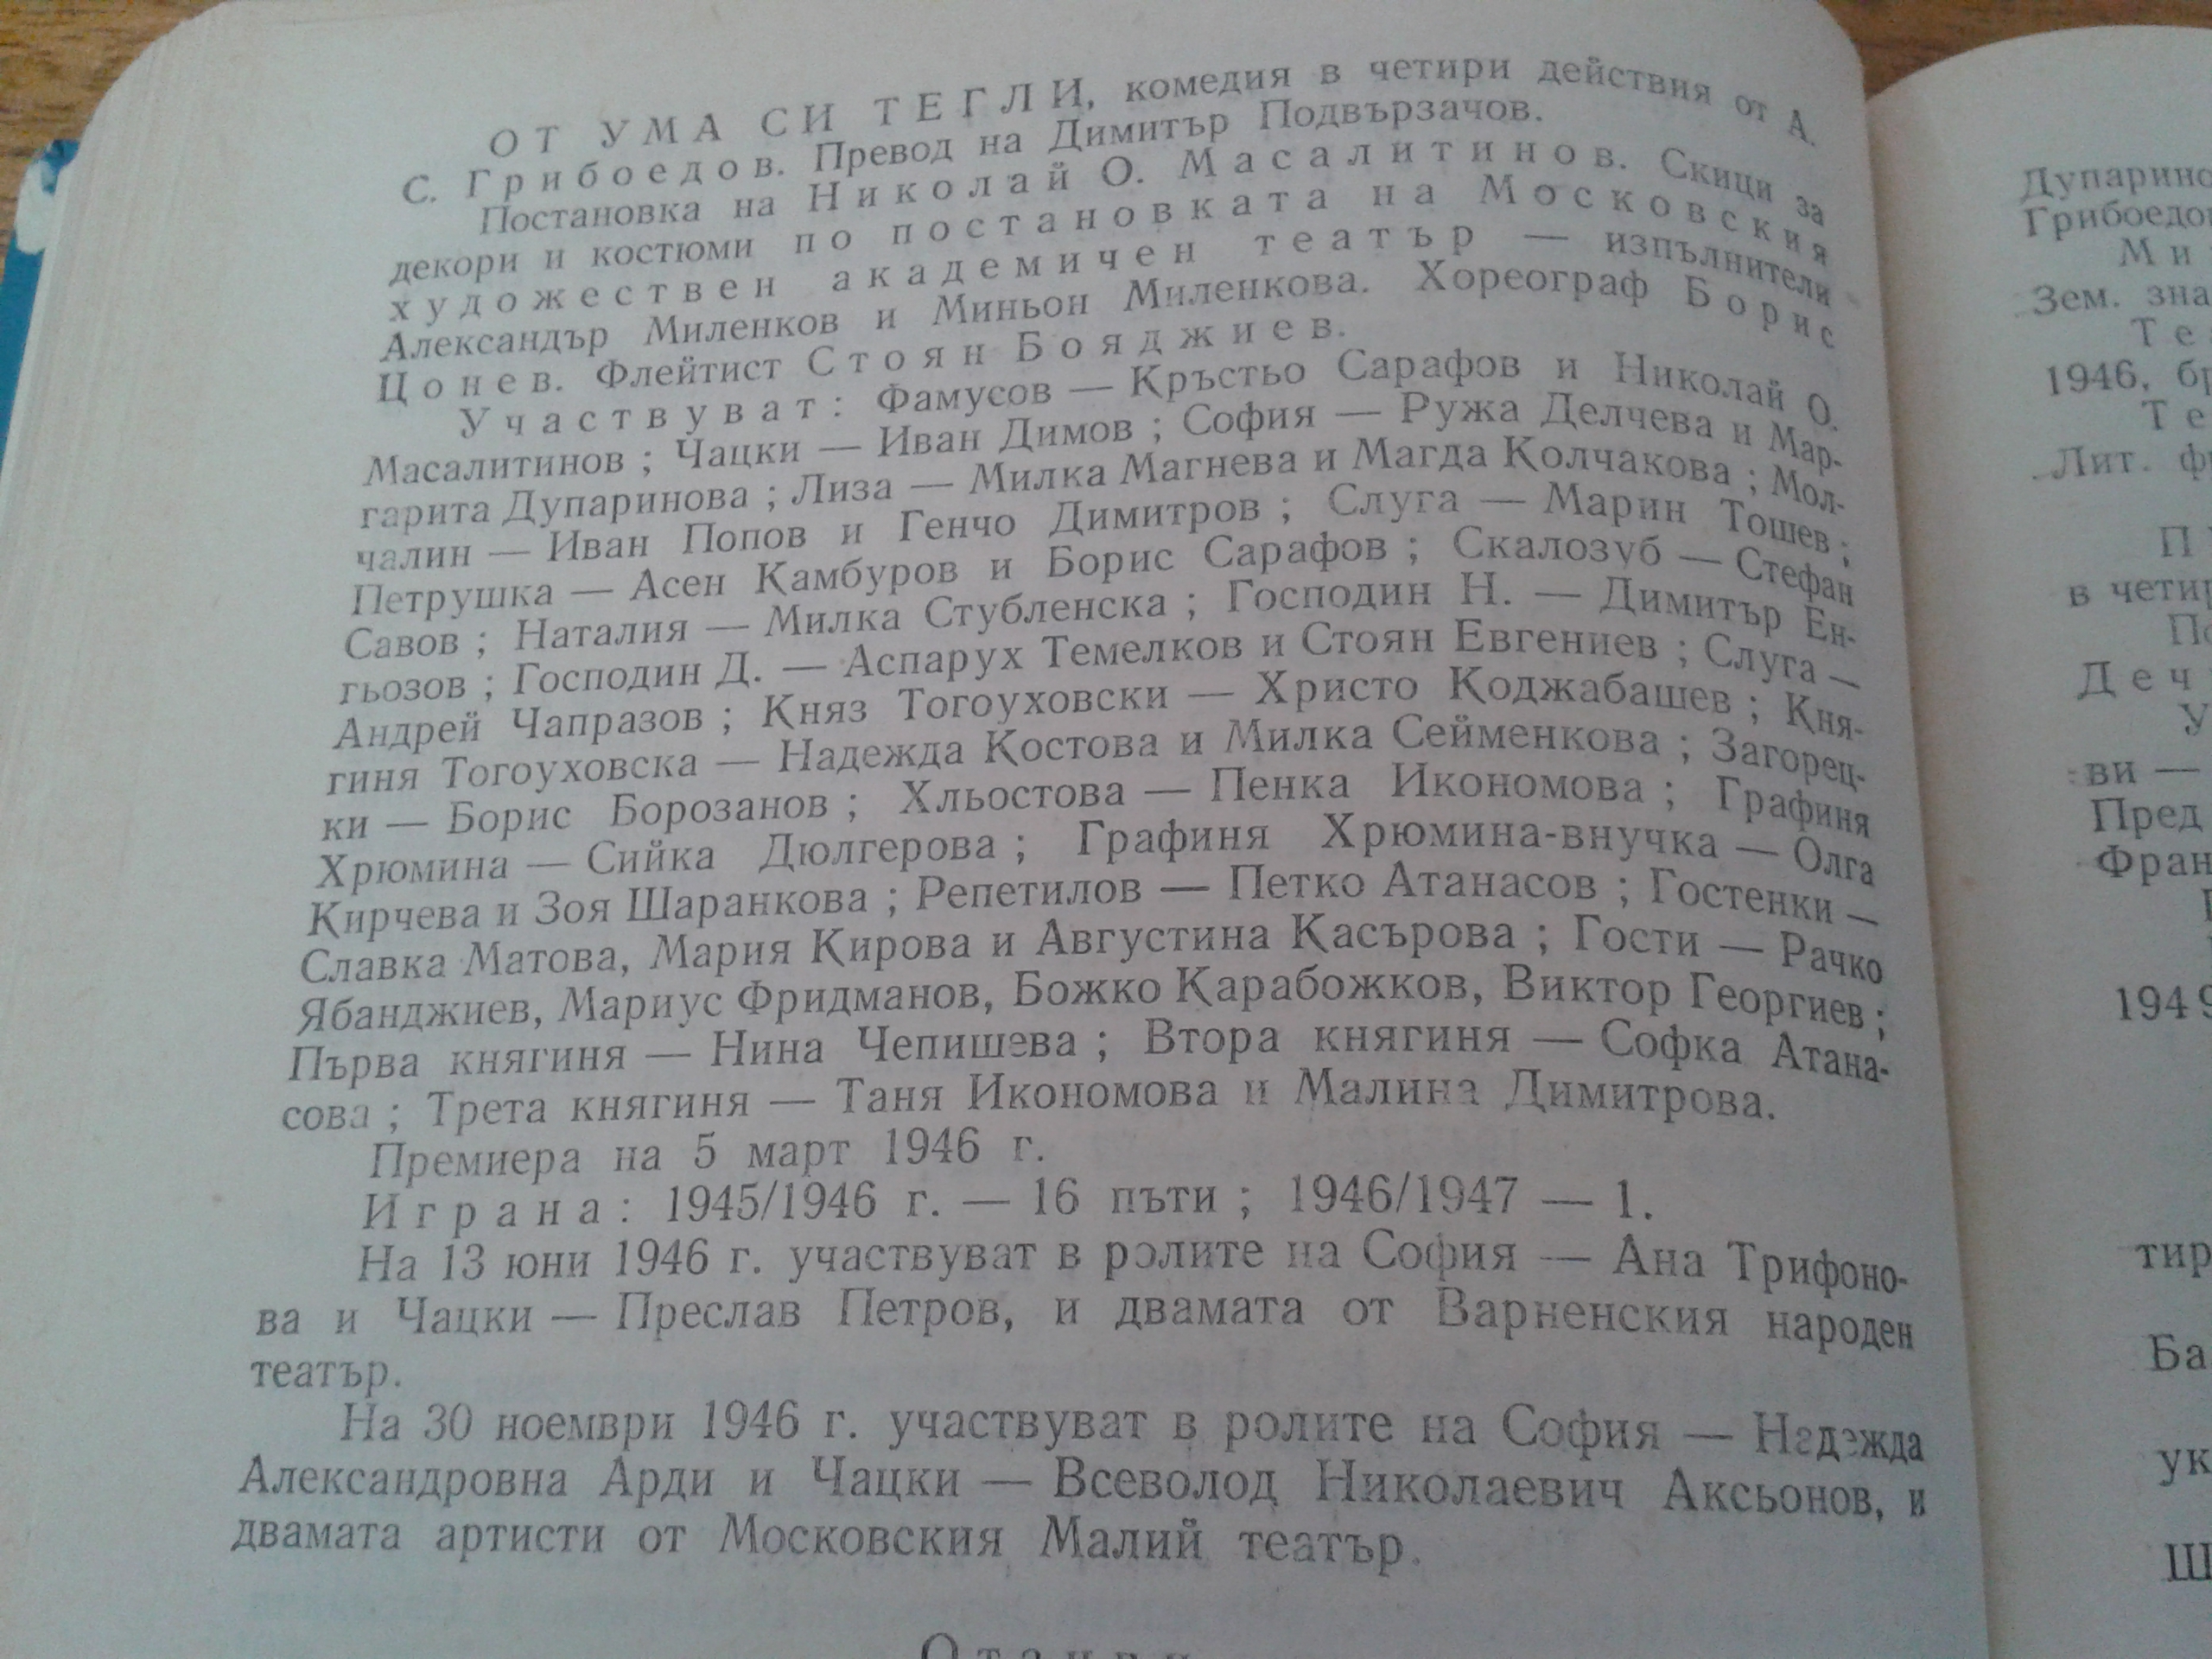 ОТ УМА СИ ТЕГЛИ, комедия в четири действия от А.
С. Грибоедов. Превод на Димитър Подвързачов.
Постановка на Николай О. Масалитинов. Скици за
декори и костюми по постановката на Московския
художествен академичен театър — изпълнители
Александър Миленков и Миньон Миленкова. Хореограф Борис
Цонев. Флейтист Стоян Бояджиев.
Участвуват: Фамусов — Кръстьо Сарафов и Николай О.
Масалитинов ; Чацки — Иван Димов ; София — Ружа Делчева и Мар-
гарита Дупаринова ; Лиза — Милка Магнева и Магда Колчакова ; Мол-
чалин — Иван Попов и Генчо Димитров ; Слуга — Марин Тошев ;
Петрушка — Асен Камбуров и Борис Сарафов ; Скалозуб — Стефан
Савов ; Наталия — Милка Стубленска ; Господин Н. — Димитър Ен-
гьозов ; Господин Д. — Аспарух Темелков и Стоян Евгениев ; Слуга —
Андрей Чапразов ; Княз Тогоуховски — Христо Коджабашев ; Кня-
гиня Тогоуховска — Надежда Костова и Милка Сейменкова ; Загорец-
ки — Борис Борозанов ; Хльостова — Пенка Икономова ; Графиня
Хрюмина — Сийка Дюлгерова ; Графиня Хрюмина-внучка — Олга
Кирчева и Зоя Шаранкова ; Репетилов — Петко Атанасов ; Гостенки —
Славка Матова, Мария Кирова и Августина Касърова ; Гости — Рачко
Ябанджиев, Мариус Фридманов, Божко Карабожков, Виктор Георгиев ;
Първа княгиня — Нина Чепишева ; Втора княгиня — Софка Атана-
сова ; Трета княгиня — Таня Икономова и Малина Димитрова.
Премиера на 5 март 1946 г.
Играна: 1945/1946 г. — 16 пъти ; 1946/1947 — 1.
На 13 юни 1946 г. участвуват в ролите на София — Ана Трифоно-
ва и Чацки — Преслав Петров, и двамата от Варненския народен
театър.
На 30 ноември 1946 г. участвуват в ролите на София — Надежда
Александровна Арди и Чацки — Всеволод Николаевич Аксьонов, и
двамата артисти от Московския Малий театър.
Зем.
1946,
Лит.
в
ви —
Пред